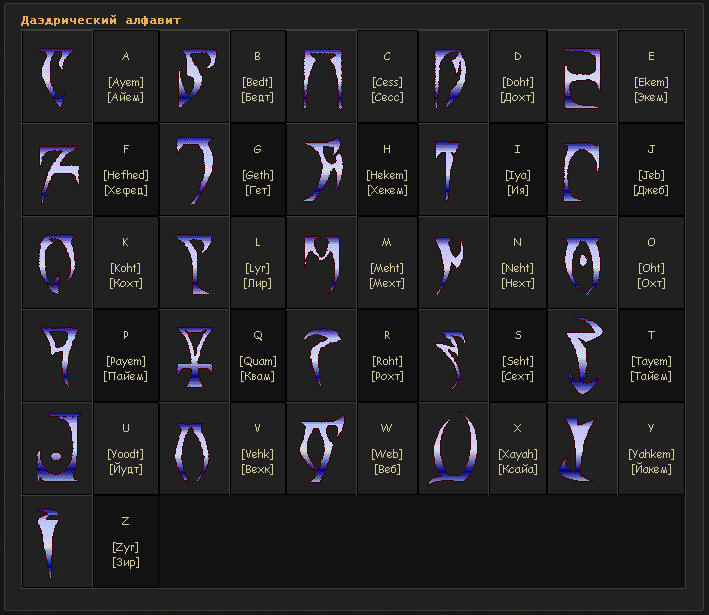 Даэдрический алфавит
A B C D E
[Ayem] [Bedt] [Cess] [Doht] [Ekem]
[Айем] [Бедт] [Сесс] [Дохт] [Экем]
F G H I J
[Hefhed] [Geth] [Hekem] [Iya] [Jeb]
[Хефед] [Гет] [Хекем] [Ия] [Джеб]
K L M N O
[Koht] [Lyr] [Meht] [Neht] [Oht]
[Кохт] [Лир] [Мехт] [Нехт] [Охт]
P Q R S T
[Payem] [Quam] [Roht] [Seht] [Tayem]
[Пайем] [Квам] [Рохт] [Сехт] [Тайем]
U V W X Y
[Yoodt] [Vehk] [Web] [Xayah] [Yahkem]
[Йудт] [Вехк] [Веб] [Ксайа] [Йакем]
Z
[Zyr]
[Зир]